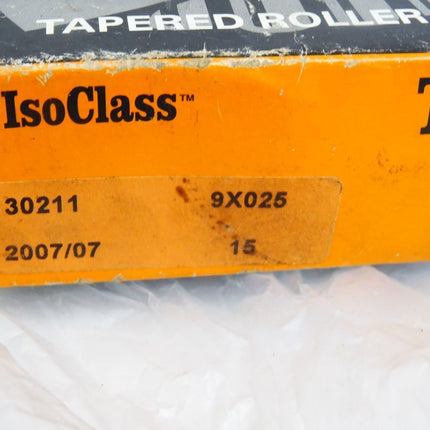 TAPERED ROLLER
IsoClass™
30211 9X025
2007/07 15